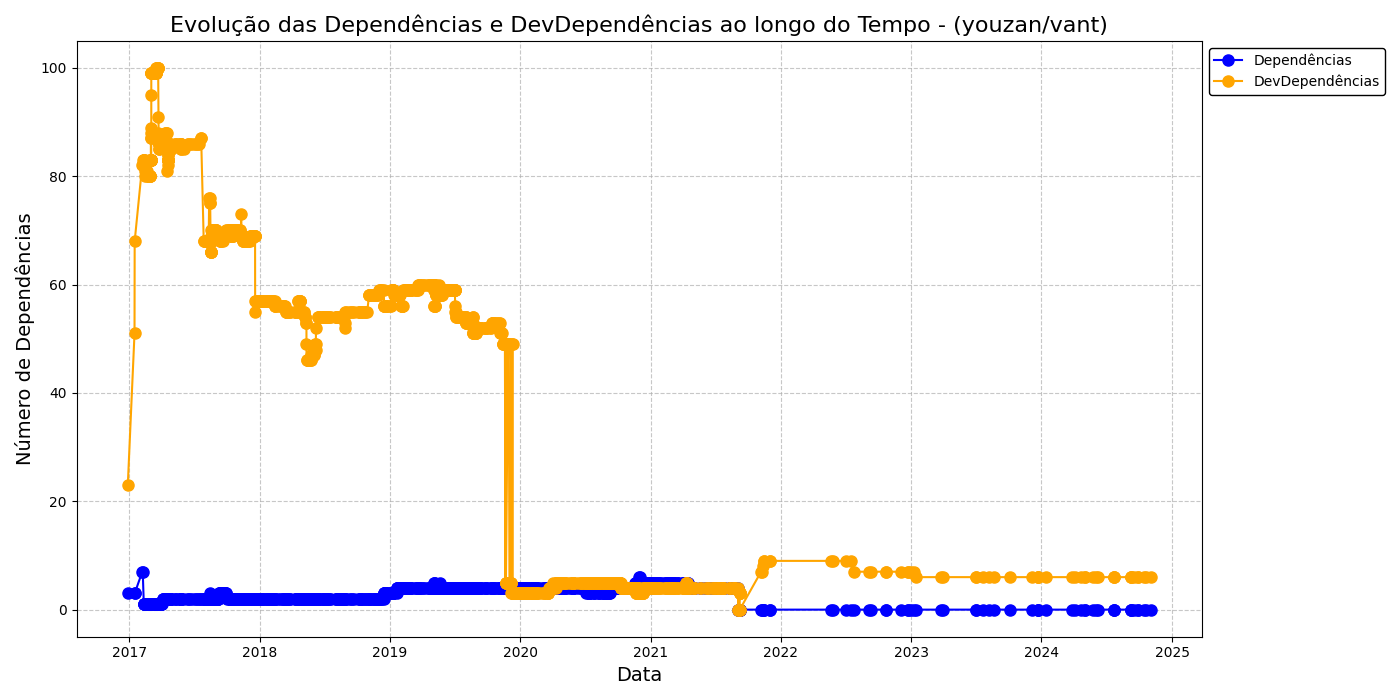 Evolução das Dependências e DevDependências ao longo do Tempo - (youzan/vant)
Dependências
DevDependências
Número de Dependências
100
80
60
40
20
0
2017 2018 2019 2020 2021 2022 2023 2024 2025
Data